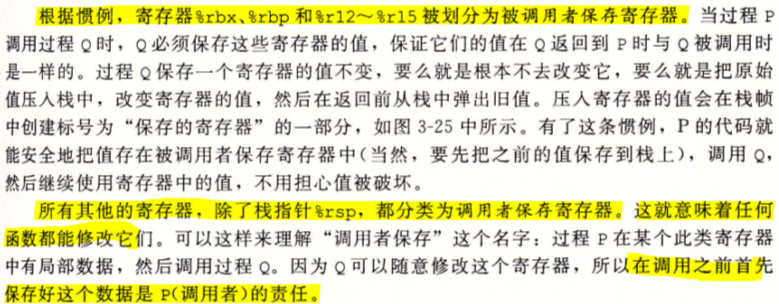 根据惯例，寄存器%rbx、%rbp 和%r12～%r15 被划分为被调用者保存寄存器。当过程 P
调用过程 Q 时，Q 必须保存这些寄存器的值，保证它们的值在 Q 返回到 P 时与 Q 被调用时
是一样的。过程 Q 保存一个寄存器的值不变，要么就是根本不去改变它，要么就是把原始
值压入栈中，改变寄存器的值，然后在返回前从栈中弹出旧值。压入寄存器的值会在栈帧
中创建标号为“保存的寄存器”的一部分，如图 3-25 中所示。有了这条惯例，P 的代码就
能安全地把值存在被调用者保存寄存器中(当然，要先把之前的值保存到栈上)，调用 Q，
然后继续使用寄存器中的值，不用担心值被破坏。
所有其他的寄存器，除了栈指针%rsp，都分类为调用者保存寄存器。这就意味着任何
函数都能修改它们。可以这样来理解“调用者保存”这个名字：过程 P 在某个此类寄存器
中有局部数据，然后调用过程 Q。因为 Q 可以随意修改这个寄存器，所以在调用之前首先
保存好这个数据是 P(调用者)的责任。